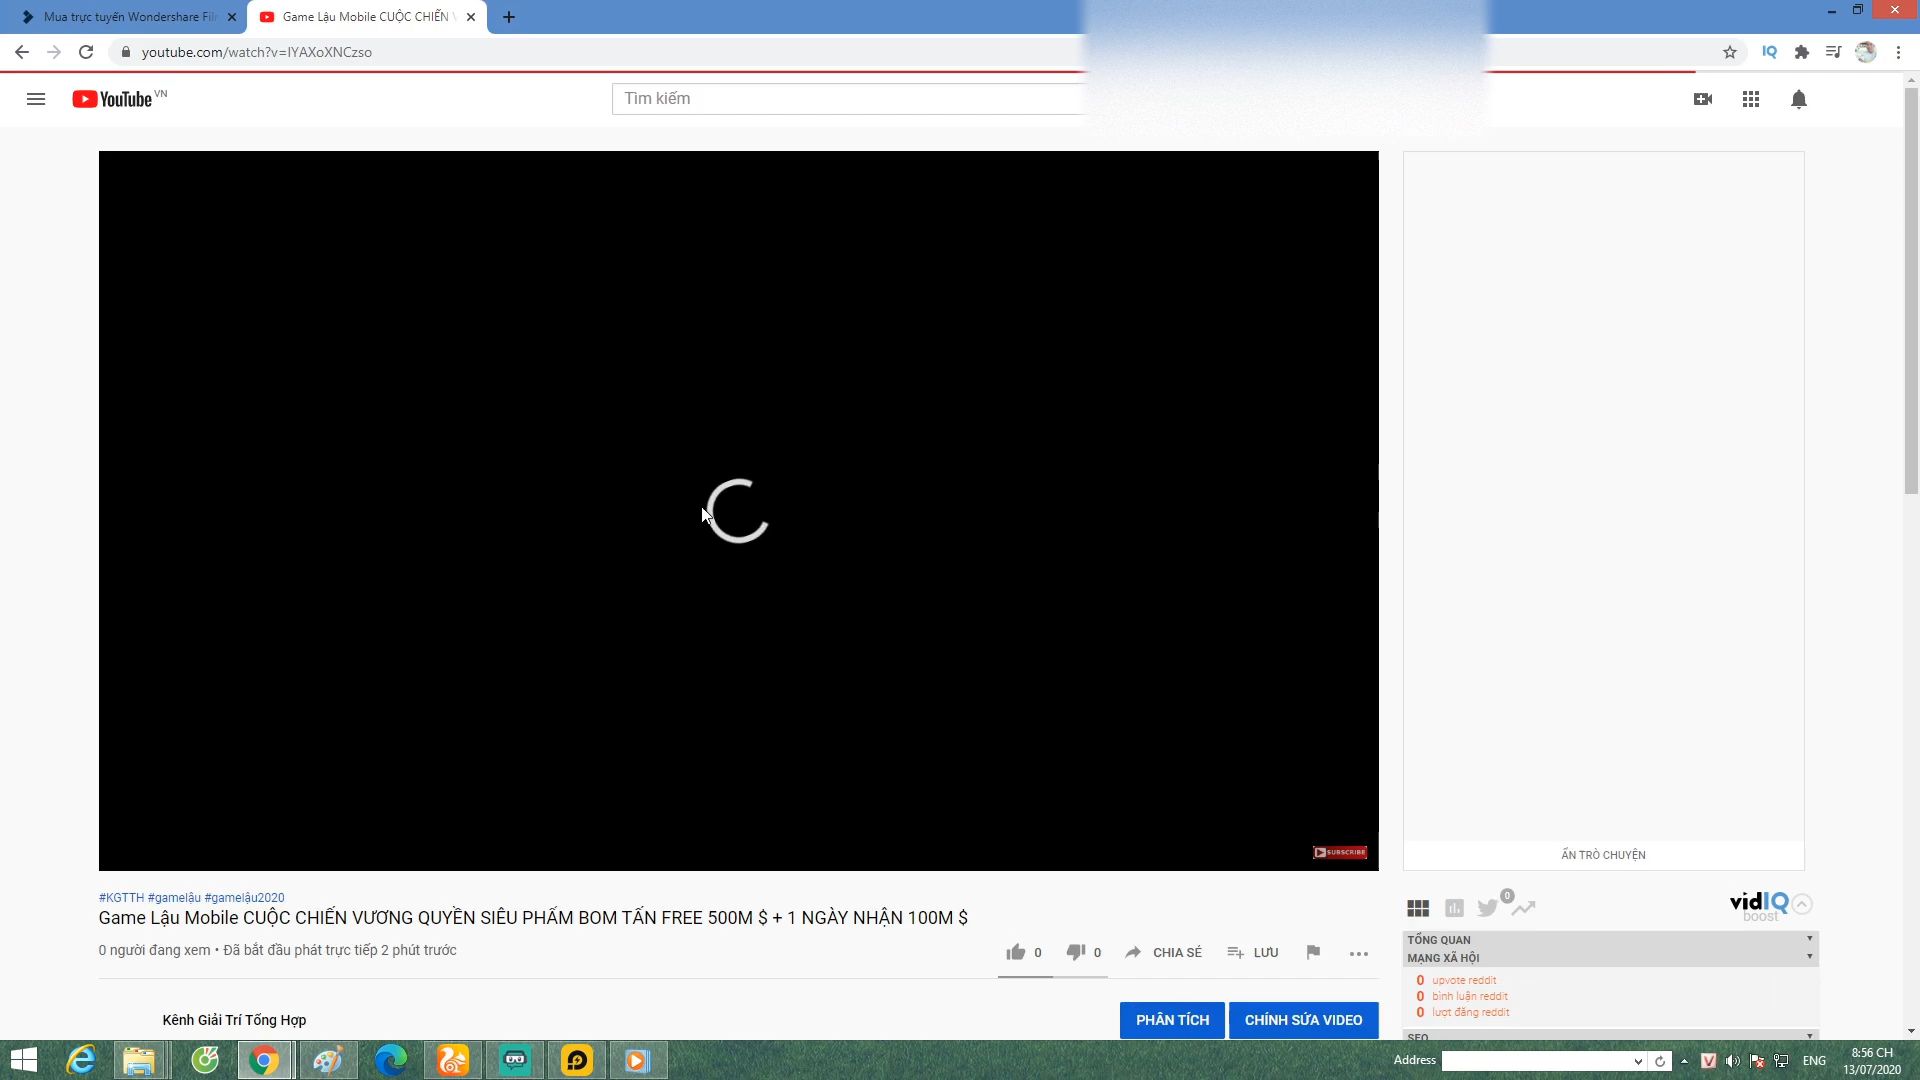 Mua trực tuyến Wondershare Fil
Game Lậu Mobile CUỘC CHIẾN V
youtube.com/watch?v=IYAXoXNCzso
IQ
YouTube VN
Tìm kiếm
SUBSCRIBE
ẨN TRÒ CHUYỆN
#KGTTH #gamelậu #gamelậu2020
Game Lậu Mobile CUỘC CHIẾN VƯƠNG QUYỀN SIÊU PHẨM BOM TẤN FREE 500M $ + 1 NGÀY NHẬN 100M $
0 người đang xem • Đã bắt đầu phát trực tiếp 2 phút trước
0
0
CHIA SẺ
LƯU
0
vidIQ
boost
TỔNG QUAN
MẠNG XÃ HỘI
0 upvote reddit
0 bình luận reddit
0 lượt đăng reddit
SEO
Kênh Giải Trí Tổng Hợp
PHÂN TÍCH
CHỈNH SỬA VIDEO
Address
ENG
8:56 CH
13/07/2020